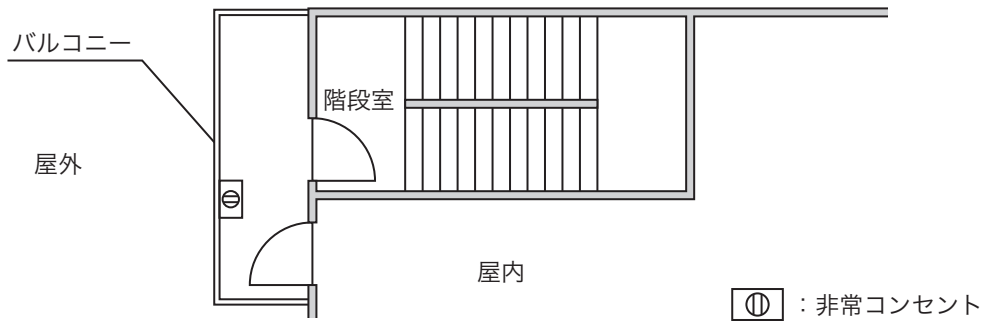 バルコニー
階段室
屋外
屋内
：非常コンセント